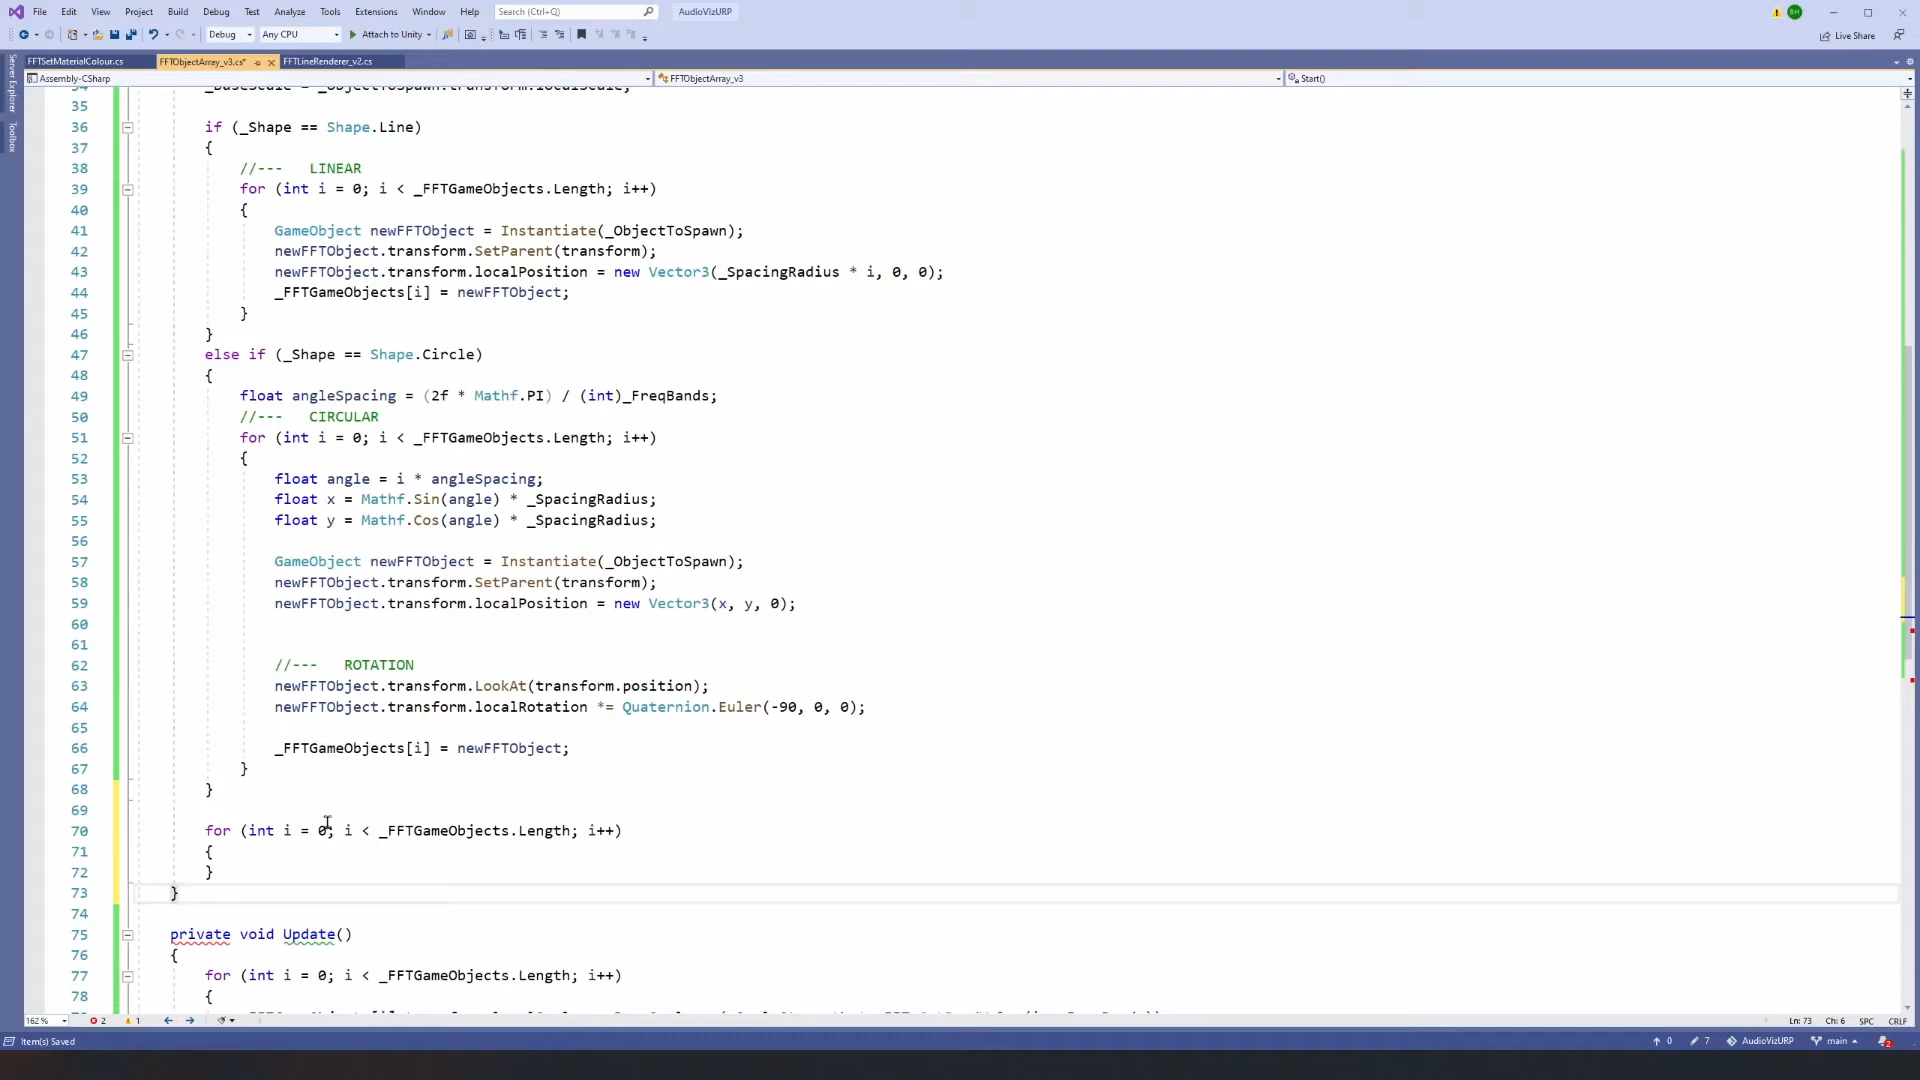 File Edit View Project Build Debug Test Analyze Tools Extensions Window Help Search (Ctrl+Q) AudioVizURP BH
Debug Any CPU Attach to Unity Live Share
FFTSetMaterialColour.cs FFTObjectArray_v3.cs* FFTLineRenderer_v2.cs
Assembly-CSharp FFTObjectArray_v3 Start()
Server Explorer
Toolbox
34 _BaseScale = _ObjectToSpawn.transform.localScale;
35
36 if (_Shape == Shape.Line)
37 {
38 //--- LINEAR
39 for (int i = 0; i < _FFTGameObjects.Length; i++)
40 {
41 GameObject newFFTObject = Instantiate(_ObjectToSpawn);
42 newFFTObject.transform.SetParent(transform);
43 newFFTObject.transform.localPosition = new Vector3(_SpacingRadius * i, 0, 0);
44 _FFTGameObjects[i] = newFFTObject;
45 }
46 }
47 else if (_Shape == Shape.Circle)
48 {
49 float angleSpacing = (2f * Mathf.PI) / (int)_FreqBands;
50 //--- CIRCULAR
51 for (int i = 0; i < _FFTGameObjects.Length; i++)
52 {
53 float angle = i * angleSpacing;
54 float x = Mathf.Sin(angle) * _SpacingRadius;
55 float y = Mathf.Cos(angle) * _SpacingRadius;
56
57 GameObject newFFTObject = Instantiate(_ObjectToSpawn);
58 newFFTObject.transform.SetParent(transform);
59 newFFTObject.transform.localPosition = new Vector3(x, y, 0);
60
61
62 //--- ROTATION
63 newFFTObject.transform.LookAt(transform.position);
64 newFFTObject.transform.localRotation *= Quaternion.Euler(-90, 0, 0);
65
66 _FFTGameObjects[i] = newFFTObject;
67 }
68 }
69
70 for (int i = 0; i < _FFTGameObjects.Length; i++)
71 {
72 }
73 }
74
75 private void Update()
76 {
77 for (int i = 0; i < _FFTGameObjects.Length; i++)
78 {
162 % 2 1 Ln: 73 Ch: 6 SPC CRLF
Item(s) Saved 0 7 AudioVizURP main 2